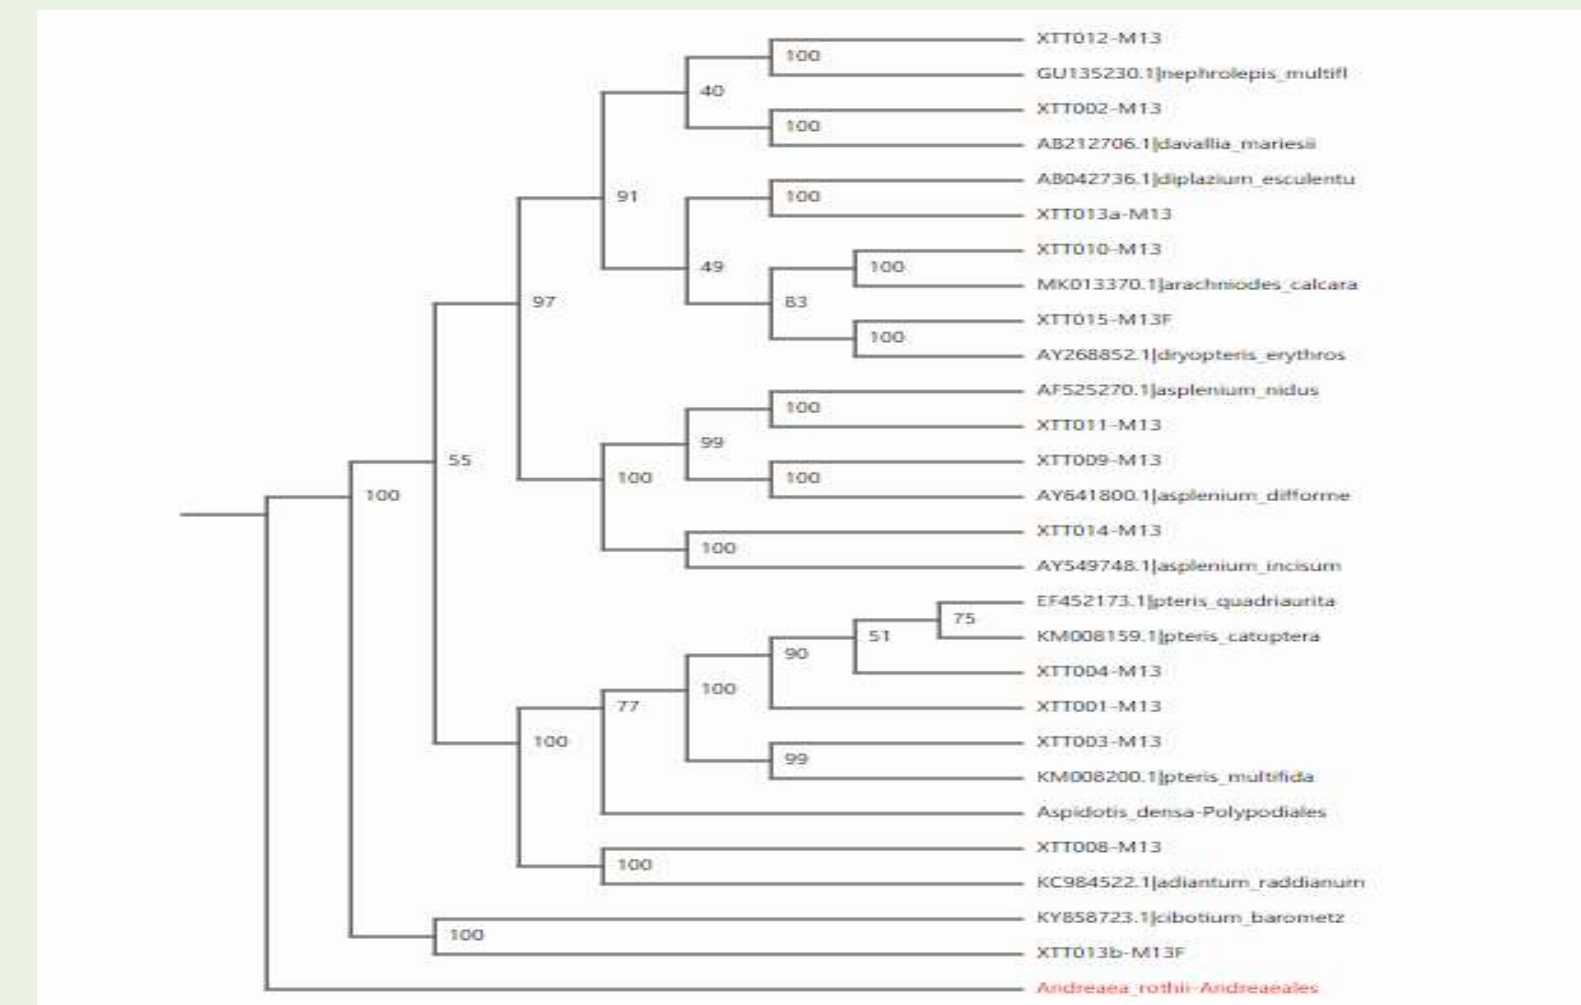 XTT012-M13
100
GU135230.1|nephrolepis_multifl
40
XTT002-M13
100
AB212706.1|davallia_mariesii
AB042736.1|diplazium_esculentu
91
100
XTT013a-M13
XTT010-M13
49
100
MK013370.1|arachniodes_calcara
97
83
XTT015-M13F
100
AY268852.1|dryopteris_erythros
AF525270.1|asplenium_nidus
100
XTT011-M13
99
55
XTT009-M13
100
100
100
AY641800.1|asplenium_difforme
XTT014-M13
100
AY549748.1|asplenium_incisum
EF452173.1|pteris_quadriaurita
75
51
KM008159.1|pteris_catoptera
90
XTT004-M13
100
77
XTT001-M13
100
XTT003-M13
99
KM008200.1|pteris_multifida
Aspidotis_densa-Polypodiales
XTT008-M13
100
KC984522.1|adiantum_raddianum
KY858723.1|cibotium_barometz
100
XTT013b-M13F
Andreaea_rothii-Andreaeales